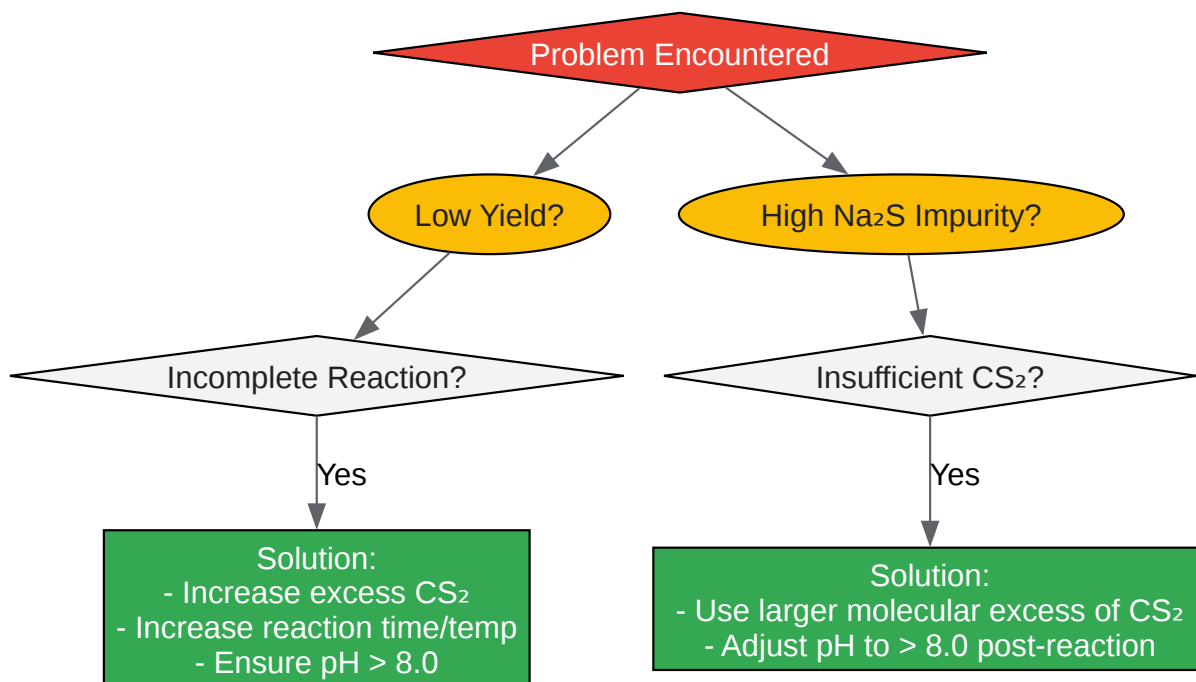 Problem Encountered
Low Yield?
High Na₂S Impurity?
Incomplete Reaction?
Insufficient CS₂?
Yes
Yes
Solution:
- Increase excess CS₂
- Increase reaction time/temp
- Ensure pH > 8.0
Solution:
- Use larger molecular excess of CS₂
- Adjust pH to > 8.0 post-reaction